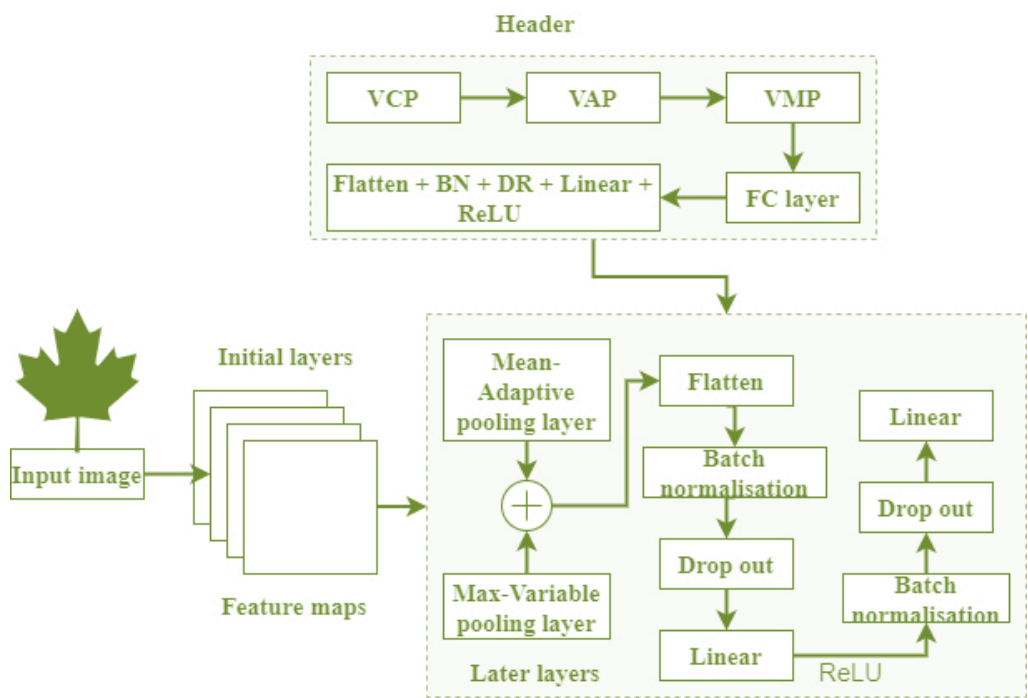 Header
VCP
VAP
VMP
Flatten + BN + DR + Linear +
ReLU
FC layer
Input image
Initial layers
Feature maps
Mean-
Adaptive
pooling layer
Max-Variable
pooling layer
Later layers
Flatten
Batch
normalisation
Drop out
Linear
ReLU
Batch
normalisation
Drop out
Linear